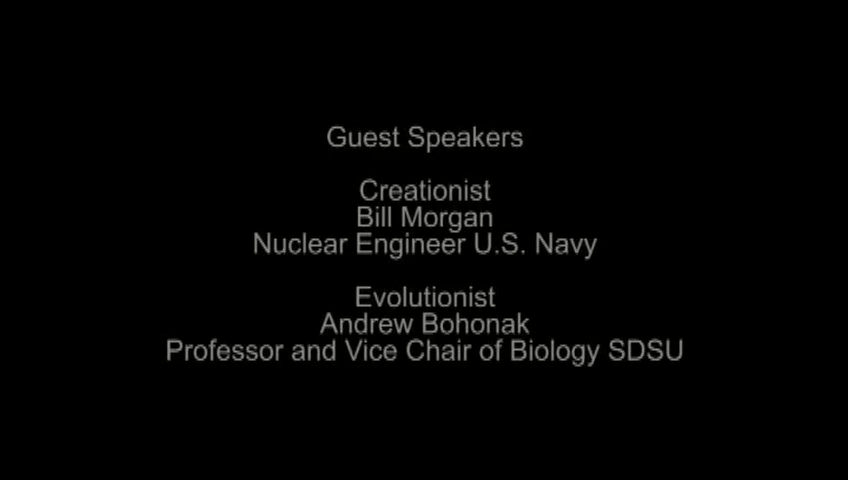 Guest Speakers
Creationist
Bill Morgan
Nuclear Engineer U.S. Navy
Evolutionist
Andrew Bohonak
Professor and Vice Chair of Biology SDSU